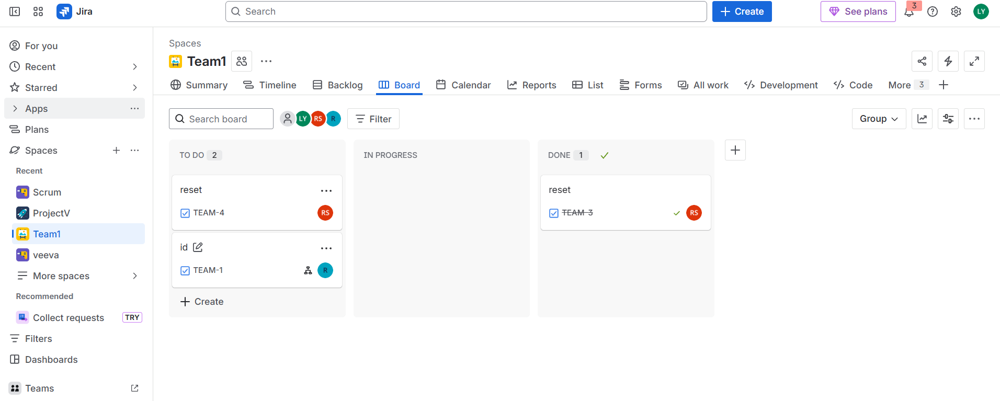 Jira
Search
Create
See plans
3
LY
For you
Recent
Starred
Apps
Plans
Spaces
Recent
Scrum
ProjectV
Team1
veeva
More spaces
Recommended
Collect requests TRY
Filters
Dashboards
Teams
Spaces
Team1
Summary Timeline Backlog Board Calendar Reports List Forms All work Development Code More 3
Search board LY RS R Filter Group
TO DO 2
reset
TEAM-4 RS
id
TEAM-1 R
Create
IN PROGRESS
DONE 1
reset
TEAM-3 RS